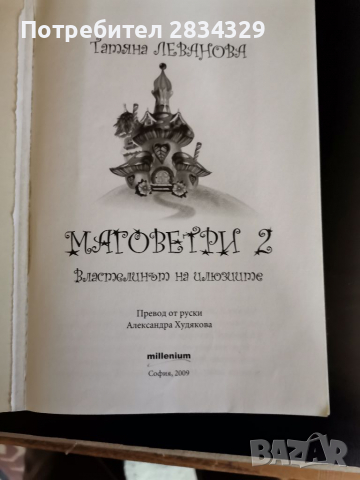 Потребител 2834329
Татяна ЛЕВАНОВА
МАГОВЕТРИ 2
Властелинът на илюзиите
Превод от руски
Александра Худякова
millenium
София, 2009
BAZAR